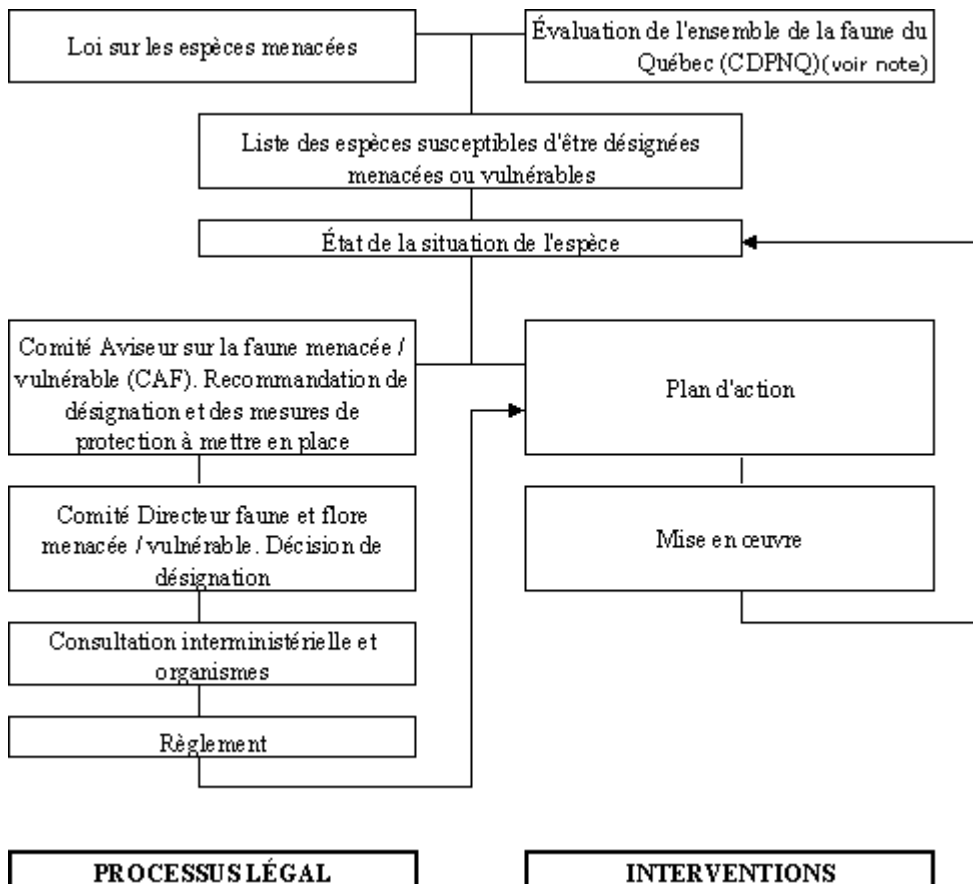 Loi sur les espèces menacées
Évaluation de l'ensemble de la faune du
Québec (CDPNQ)(voir note)
Liste des espèces susceptibles d'être désignées
menacées ou vulnérables
État de la situation de l'espèce
Comité Aviseur sur la faune menacée /
vulnérable (CAF). Recommandation de
désignation et des mesures de
protection à mettre en place
Plan d'action
Comité Directeur faune et flore
menacée / vulnérable. Décision de
désignation
Mise en œuvre
Consultation interministérielle et
organismes
Règlement
PROCESSUS LÉGAL
INTERVENTIONS